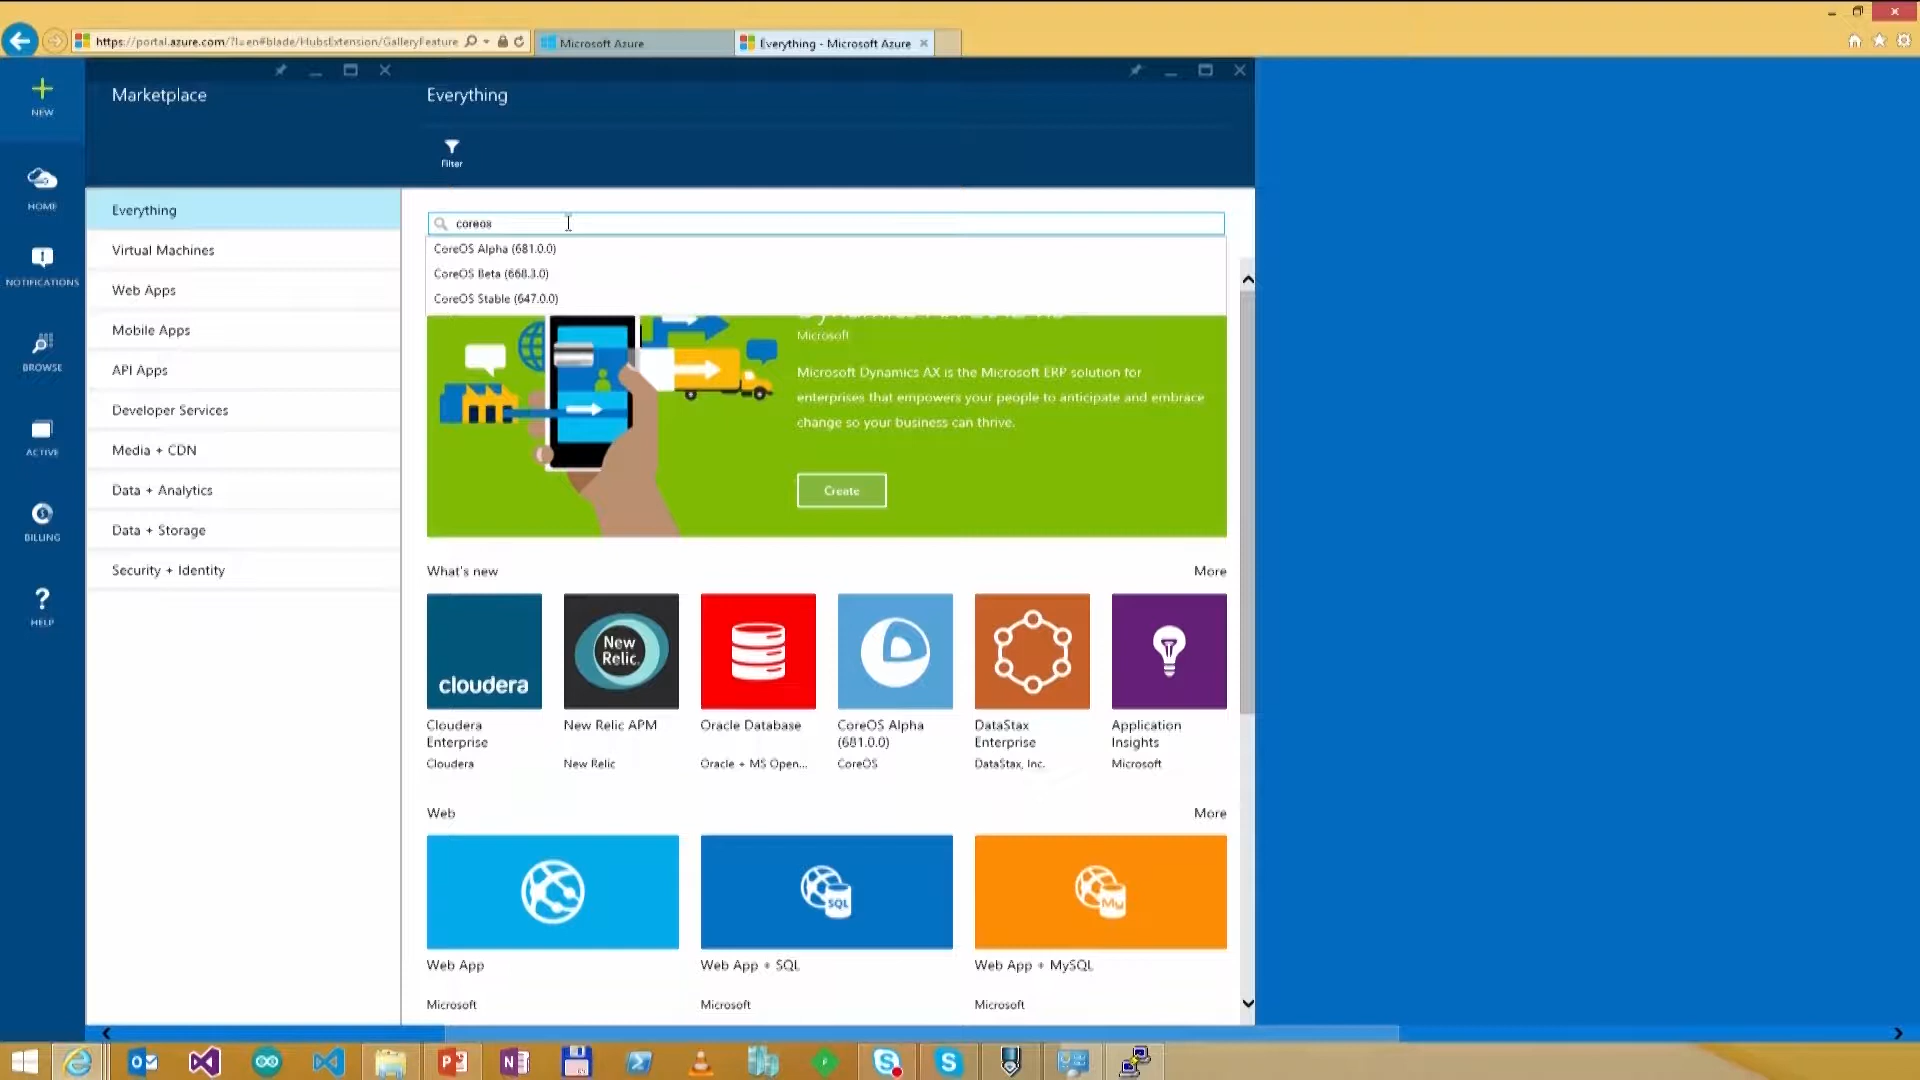 https://portal.azure.com/?l=en#blade/HubsExtension/GalleryFeature
Microsoft Azure
Everything - Microsoft Azure
NEW
HOME
NOTIFICATIONS
BROWSE
ACTIVE
BILLING
HELP
Marketplace
Everything
Virtual Machines
Web Apps
Mobile Apps
API Apps
Developer Services
Media + CDN
Data + Analytics
Data + Storage
Security + Identity
Everything
Filter
coreos
CoreOS Alpha (681.0.0)
CoreOS Beta (668.3.0)
CoreOS Stable (647.0.0)
Microsoft
Microsoft Dynamics AX is the Microsoft ERP solution for
enterprises that empowers your people to anticipate and embrace
change so your business can thrive.
Create
What's new
More
cloudera
New
Relic.
Cloudera
Enterprise
Cloudera
New Relic APM
New Relic
Oracle Database
Oracle + MS Open...
CoreOS Alpha
(681.0.0)
CoreOS
DataStax
Enterprise
DataStax, Inc.
Application
Insights
Microsoft
Web
More
SQL
My
Web App
Microsoft
Web App + SQL
Microsoft
Web App + MySQL
Microsoft